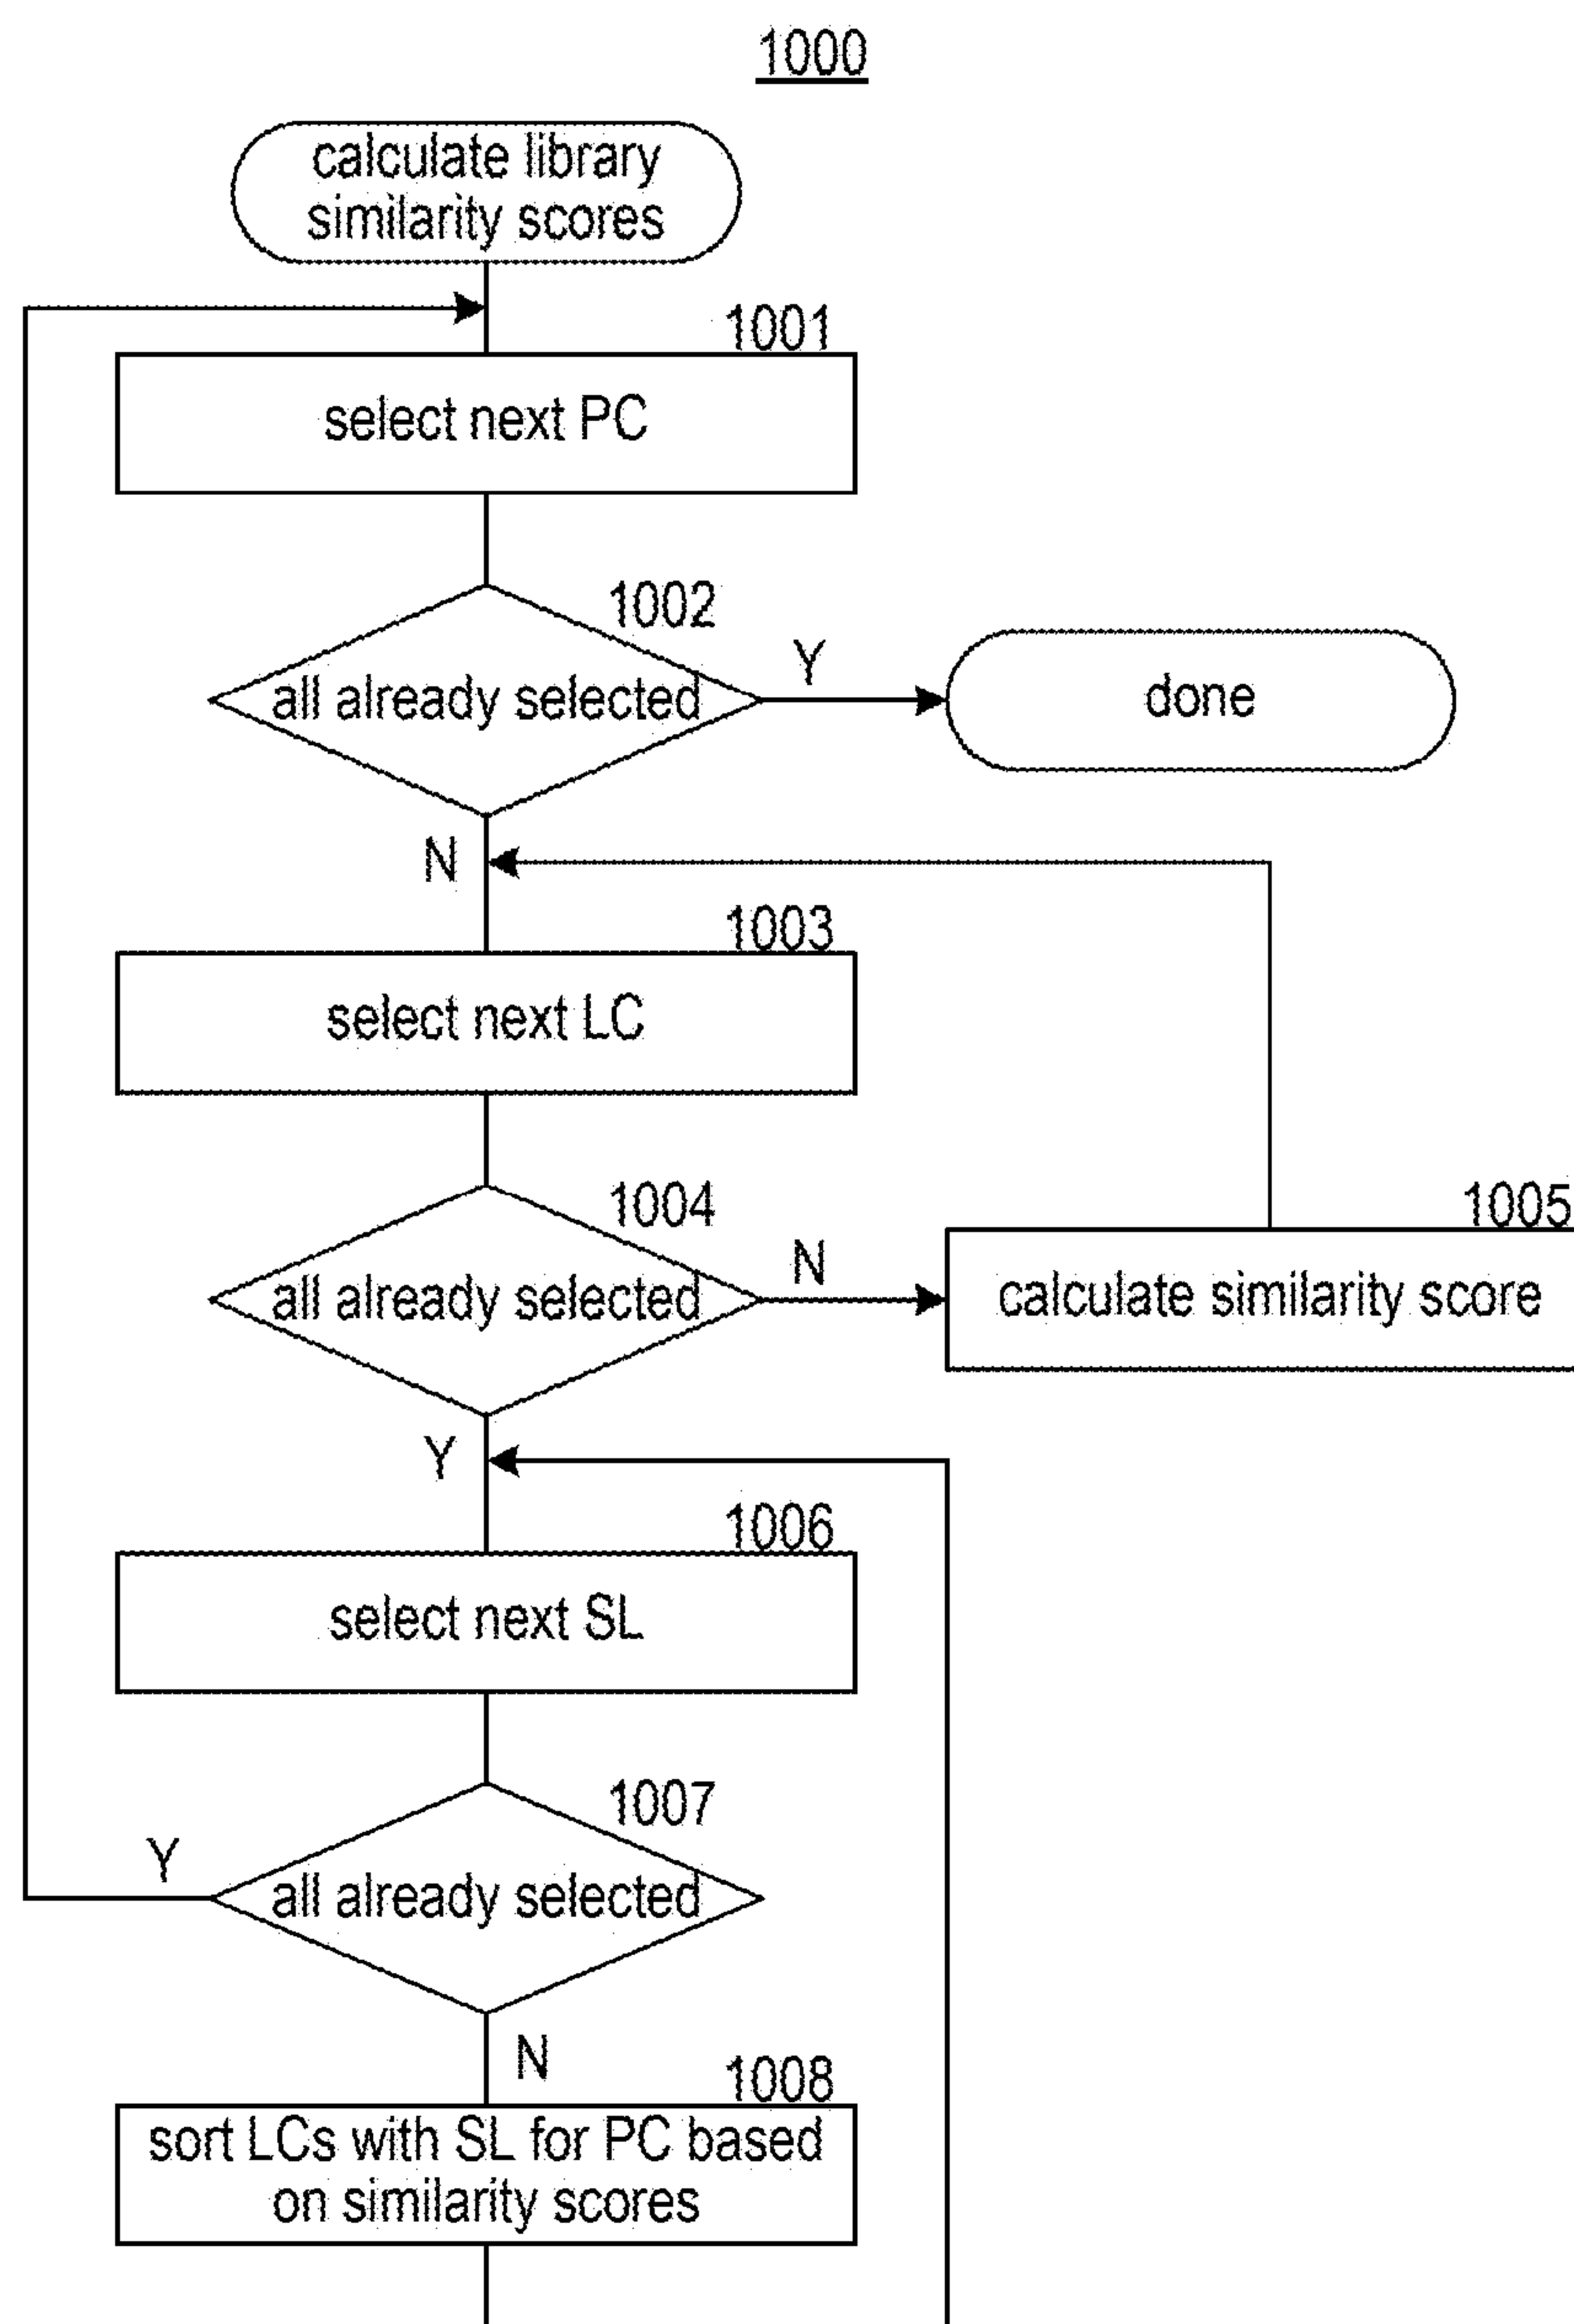 1000
calculate library
similarity scores
1001
select next PC
1002
all already selected
Y
done
N
1003
select next LC
1004
all already selected
N
1005
calculate similarity score
Y
1006
select next SL
1007
all already selected
Y
N
1008
sort LCs with SL for PC based
on similarity scores